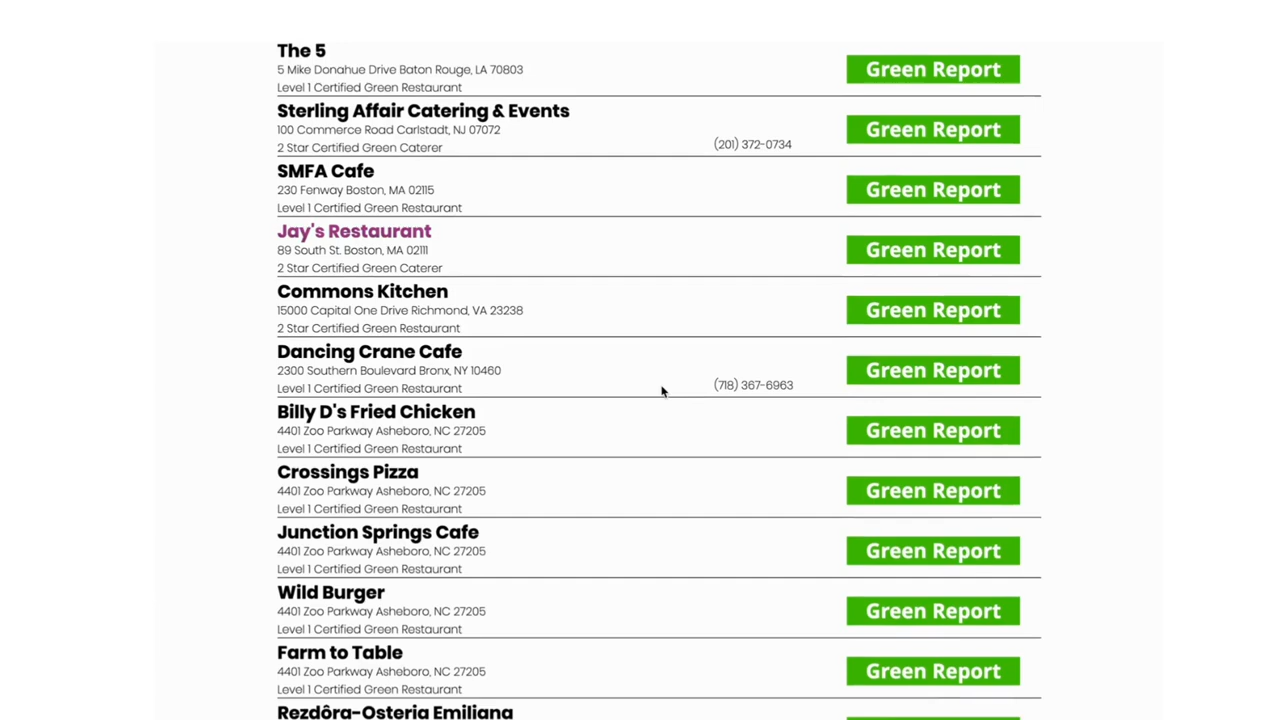 The 5
5 Mike Donahue Drive Baton Rouge, LA 70803
Level 1 Certified Green Restaurant
Green Report
Sterling Affair Catering & Events
100 Commerce Road Carlstadt, NJ 07072
2 Star Certified Green Caterer
(201) 372-0734
Green Report
SMFA Cafe
230 Fenway Boston, MA 02115
Level 1 Certified Green Restaurant
Green Report
Jay's Restaurant
89 South St. Boston, MA 02111
2 Star Certified Green Caterer
Green Report
Commons Kitchen
15000 Capital One Drive Richmond, VA 23238
2 Star Certified Green Restaurant
Green Report
Dancing Crane Cafe
2300 Southern Boulevard Bronx, NY 10460
Level 1 Certified Green Restaurant
(718) 367-6963
Green Report
Billy D's Fried Chicken
4401 Zoo Parkway Asheboro, NC 27205
Level 1 Certified Green Restaurant
Green Report
Crossings Pizza
4401 Zoo Parkway Asheboro, NC 27205
Level 1 Certified Green Restaurant
Green Report
Junction Springs Cafe
4401 Zoo Parkway Asheboro, NC 27205
Level 1 Certified Green Restaurant
Green Report
Wild Burger
4401 Zoo Parkway Asheboro, NC 27205
Level 1 Certified Green Restaurant
Green Report
Farm to Table
4401 Zoo Parkway Asheboro, NC 27205
Level 1 Certified Green Restaurant
Green Report
Rezdôra-Osteria Emiliana